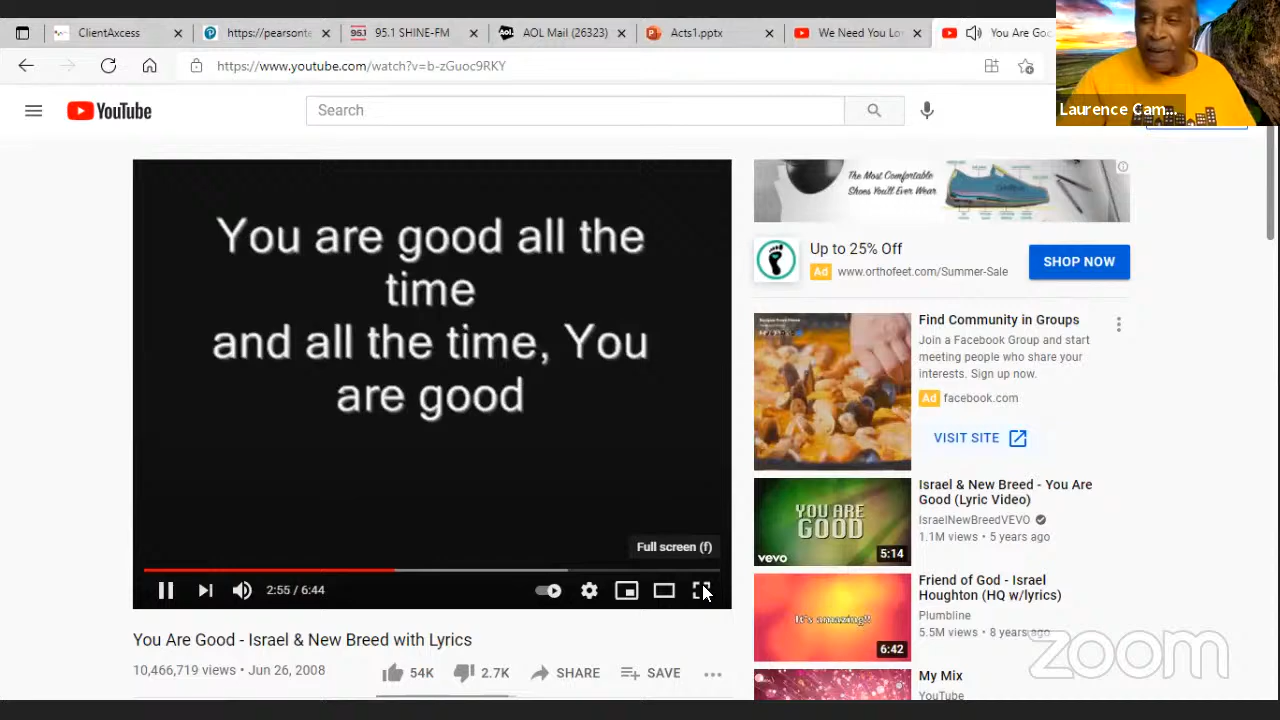 ClientAxcess
https://pearsonte
95.1 SHINE-FM
AOL Mail (26323)
Acts1.pptx
We Need You Lo
You Are Goo
https://www.youtube.com/watch?v=b-zGuoc9RKY
Laurence Cam...
YouTube
Search
You are good all the
time
and all the time, You
are good
Full screen (f)
2:55 / 6:44
You Are Good - Israel & New Breed with Lyrics
10,466,719 views • Jun 26, 2008
54K
2.7K
SHARE
SAVE
The Most Comfortable
Shoes You'll Ever Wear
Up to 25% Off
Ad www.orthofeet.com/Summer-Sale
SHOP NOW
Find Community in Groups
Join a Facebook Group and start
meeting people who share your
interests. Sign up now.
Ad facebook.com
VISIT SITE
YOU ARE
GOOD
vevo
5:14
Israel & New Breed - You Are
Good (Lyric Video)
IsraelNewBreedVEVO
1.1M views • 5 years ago
It's amazing!!
6:42
Friend of God - Israel
Houghton (HQ w/lyrics)
Plumbline
5.5M views • 8 years ago
My Mix
YouTube
zoom